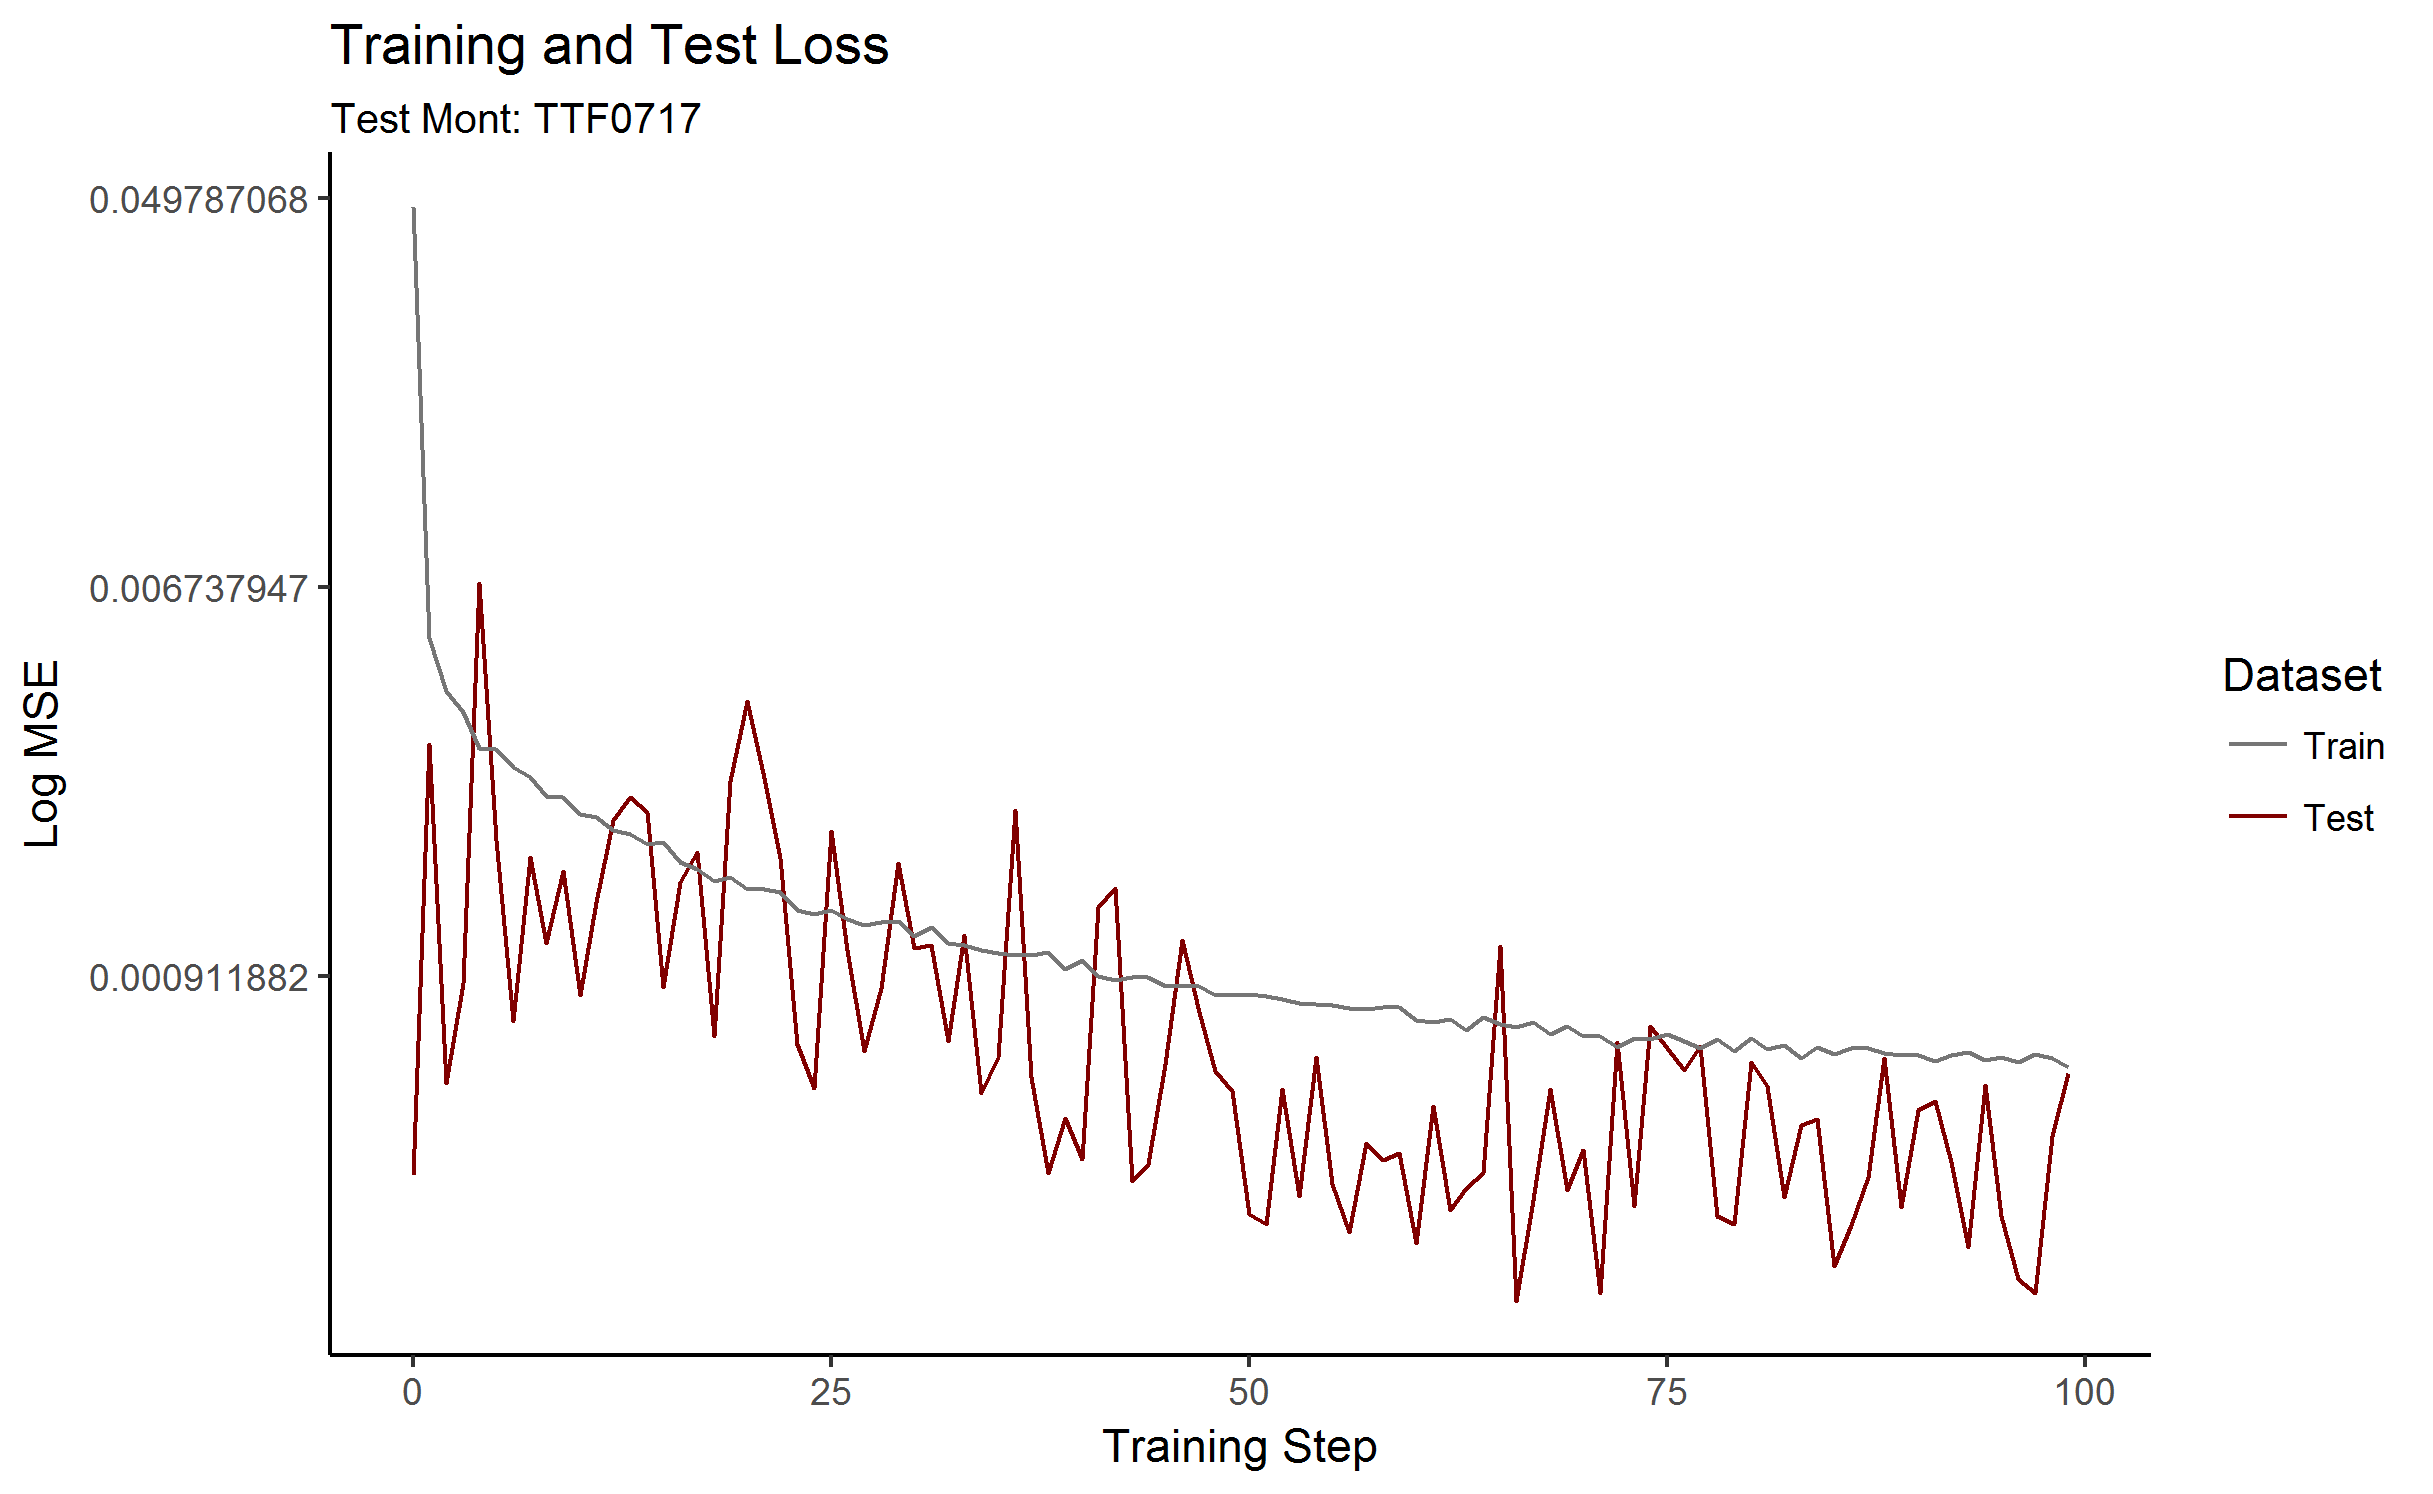 Training and Test Loss
Test Mont: TTF0717
0.049787068
0.006737947
0.000911882
Log MSE
0 25 50 75 100
Training Step
Dataset
Train
Test